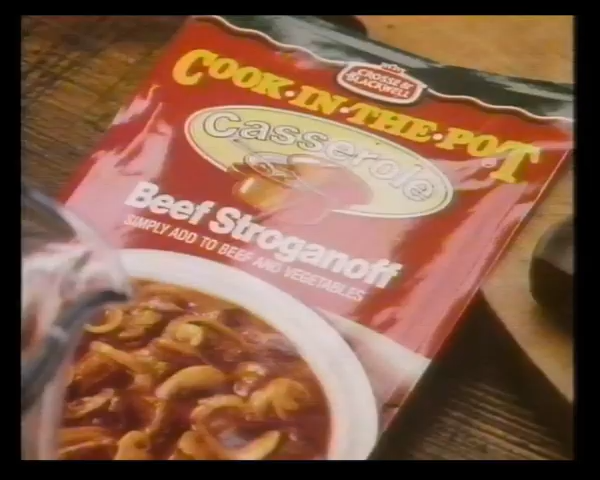 CROSSE &
BLACKWELL
COOK·IN·THE·POT
Casserole
Beef Stroganoff
SIMPLY ADD TO BEEF AND VEGETABLES